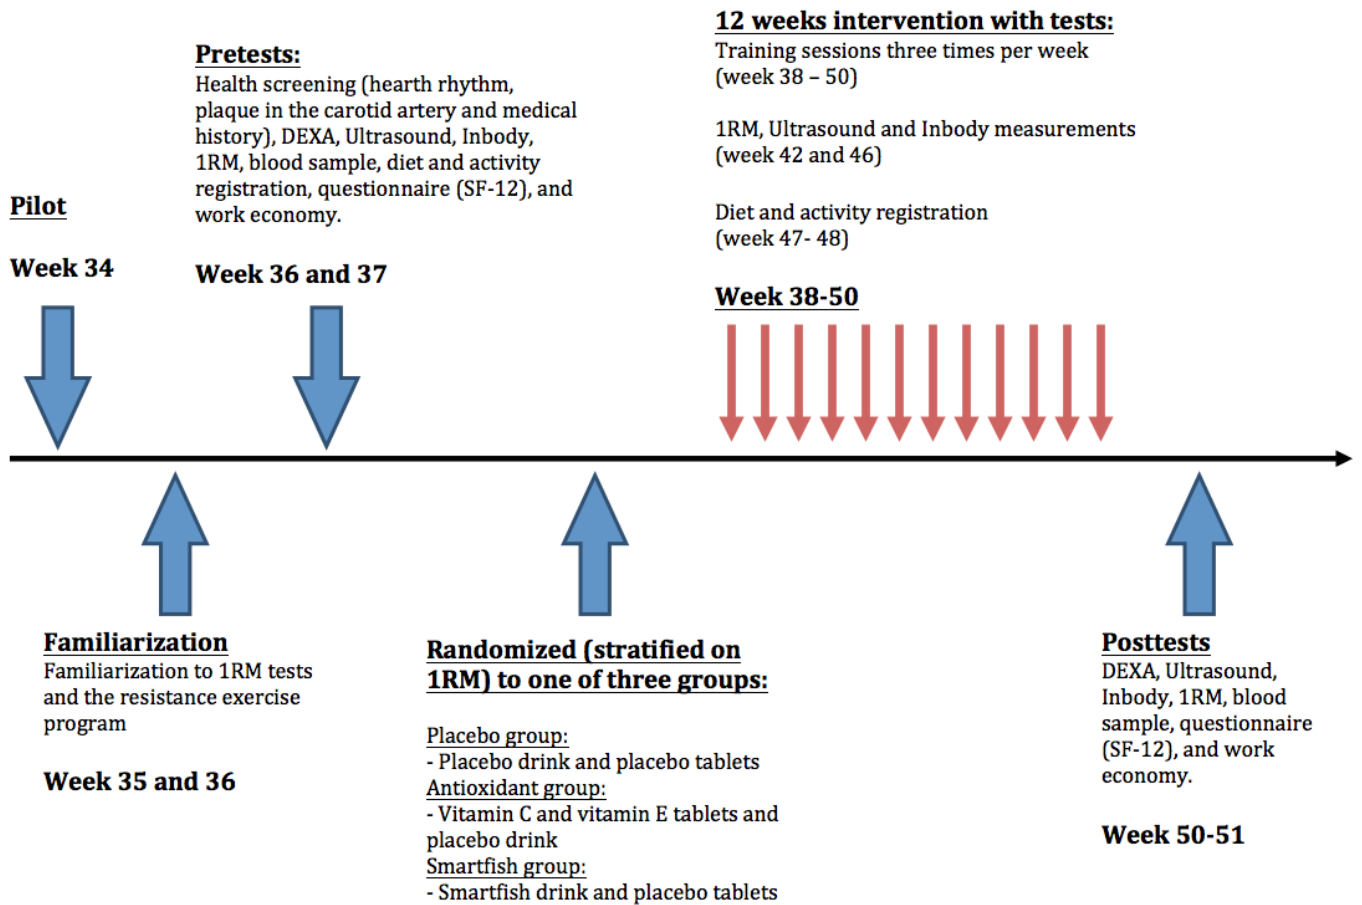 Pilot
Week 34
Pretests:
Health screening (hearth rhythm,
plaque in the carotid artery and medical
history), DEXA, Ultrasound, Inbody,
1RM, blood sample, diet and activity
registration, questionnaire (SF-12), and
work economy.
Week 36 and 37
12 weeks intervention with tests:
Training sessions three times per week
(week 38 – 50)
1RM, Ultrasound and Inbody measurements
(week 42 and 46)
Diet and activity registration
(week 47- 48)
Week 38-50
Familiarization
Familiarization to 1RM tests
and the resistance exercise
program
Week 35 and 36
Randomized (stratified on
1RM) to one of three groups:
Placebo group:
- Placebo drink and placebo tablets
Antioxidant group:
- Vitamin C and vitamin E tablets and
placebo drink
Smartfish group:
- Smartfish drink and placebo tablets
Posttests
DEXA, Ultrasound,
Inbody, 1RM, blood
sample, questionnaire
(SF-12), and work
economy.
Week 50-51